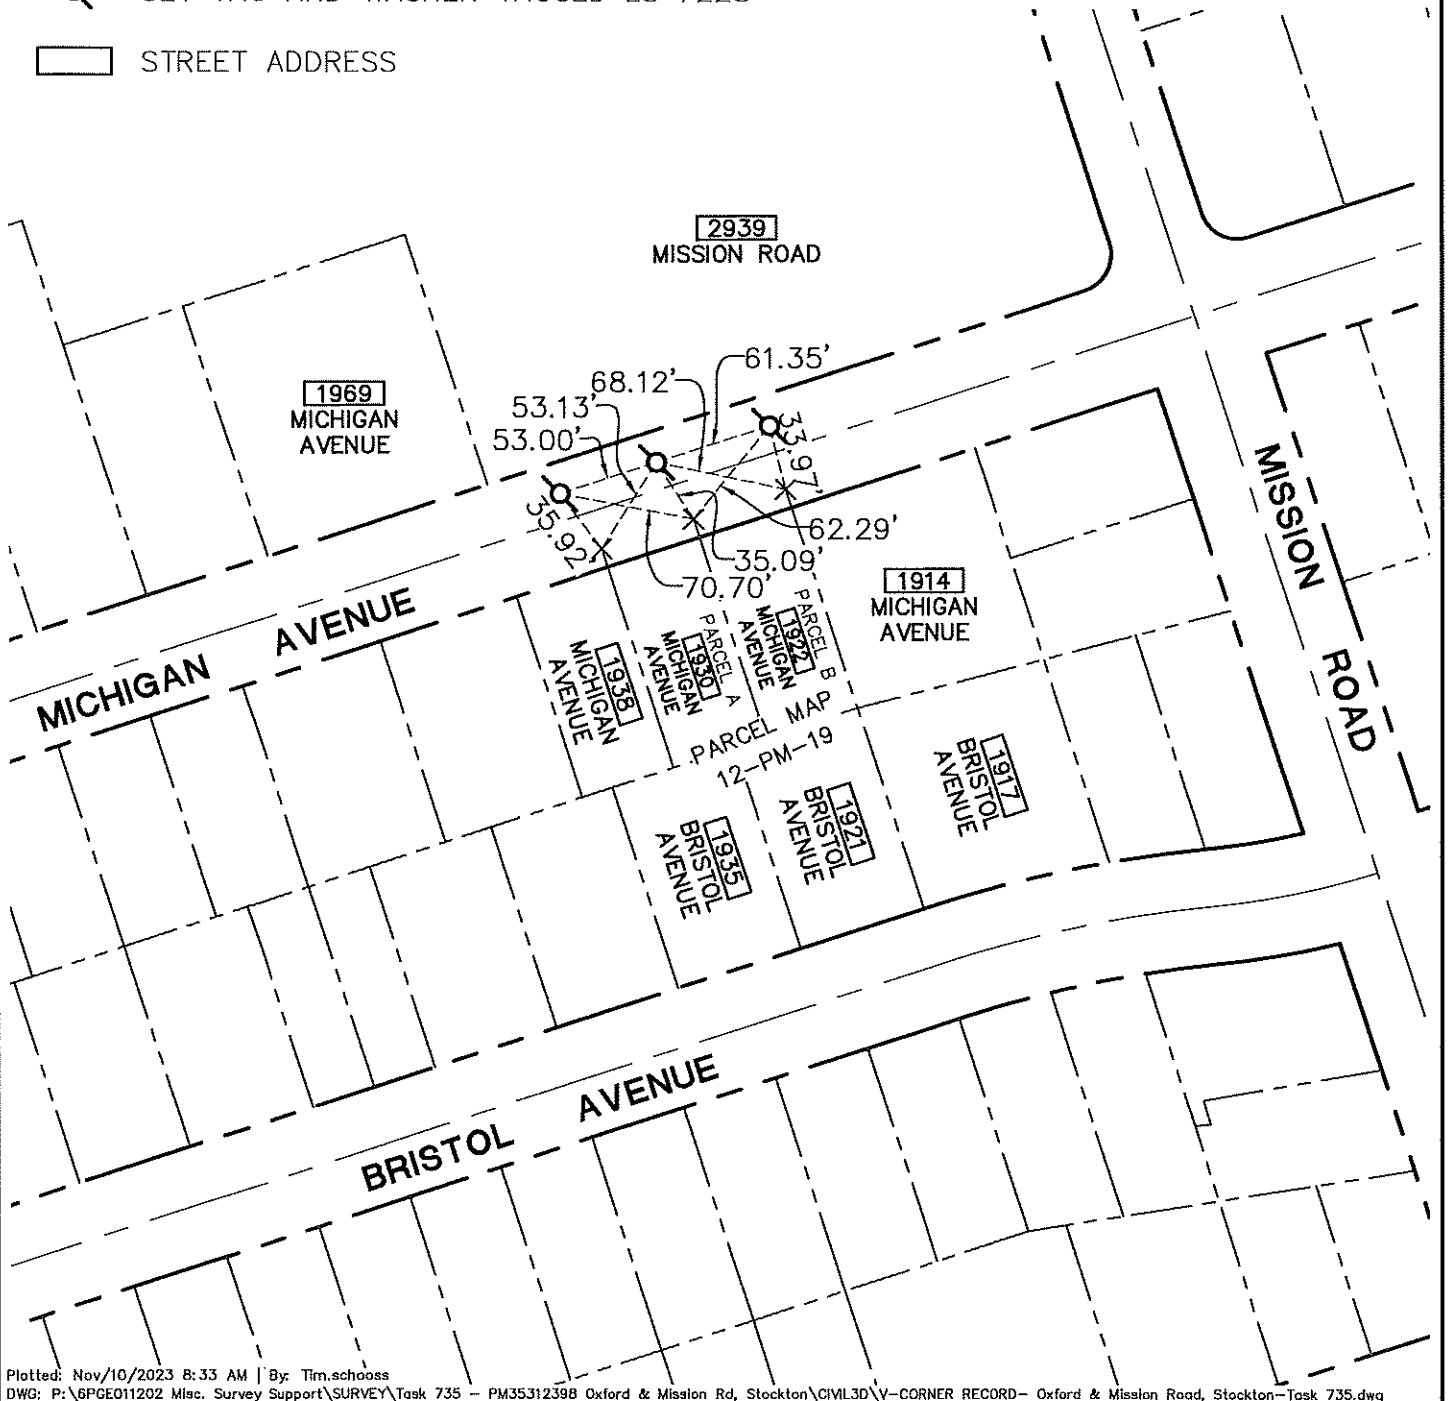 STREET ADDRESS
2939
MISSION ROAD
1969
MICHIGAN
AVENUE
61.35'
68.12'
53.13'
53.00'
33.97'
35.92'
62.29'
35.09'
70.70'
MISSION ROAD
1914
MICHIGAN
AVENUE
MICHIGAN AVENUE
1938
MICHIGAN
AVENUE
PARCEL A
1930
MICHIGAN
AVENUE
PARCEL B
1922
MICHIGAN
AVENUE
PARCEL MAP
12-PM-19
1917
BRISTOL
AVENUE
1921
BRISTOL
AVENUE
1935
BRISTOL
AVENUE
BRISTOL AVENUE
Plotted: Nov/10/2023 8:33 AM | By: Tim.schooss
DWG: P:\6PGE011202 Misc. Survey Support\SURVEY\Task 735 - PM35312398 Oxford & Mission Rd, Stockton\CIVIL3D\V-CORNER RECORD- Oxford & Mission Road, Stockton-Task 735.dwg